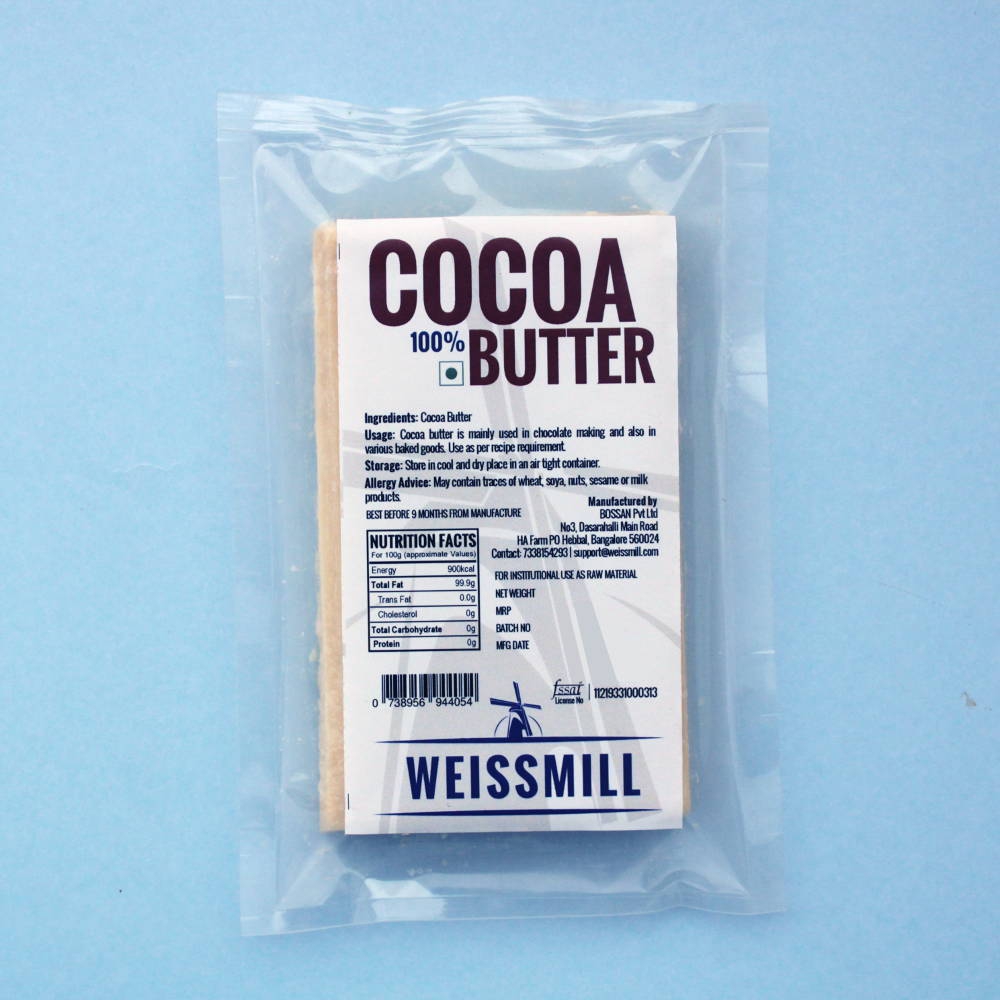 COCOA
100% BUTTER
Ingredients: Cocoa Butter
Usage: Cocoa butter is mainly used in chocolate making and also in
various baked goods. Use as per recipe requirement.
Storage: Store in cool and dry place in an air tight container.
Allergy Advice: May contain traces of wheat, soya, nuts, sesame or milk
products.
BEST BEFORE 9 MONTHS FROM MANUFACTURE
Manufactured by
BOSSAN Pvt Ltd
No3, Dasarahalli Main Road
HA Farm PO Hebbal, Bangalore 560024
Contact: 7338154293 | support@weissmill.com
NUTRITION FACTS
For 100g (approximate Values)
Energy 900kcal
Total Fat 99.9g
Trans Fat 0.0g
Cholesterol 0g
Total Carbohydrate 0g
Protein 0g
FOR INSTITUTIONAL USE AS RAW MATERIAL
NET WEIGHT
MRP
BATCH NO
MFG DATE
0 738956 944054
fssai | 11219331000313
License No
WEISSMILL